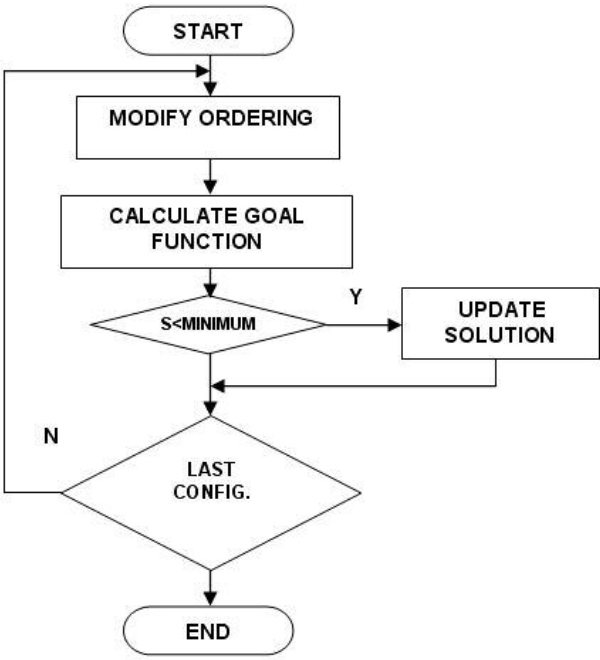 START
MODIFY ORDERING
CALCULATE GOAL
FUNCTION
S<MINIMUM
Y
UPDATE
SOLUTION
N
LAST
CONFIG.
END